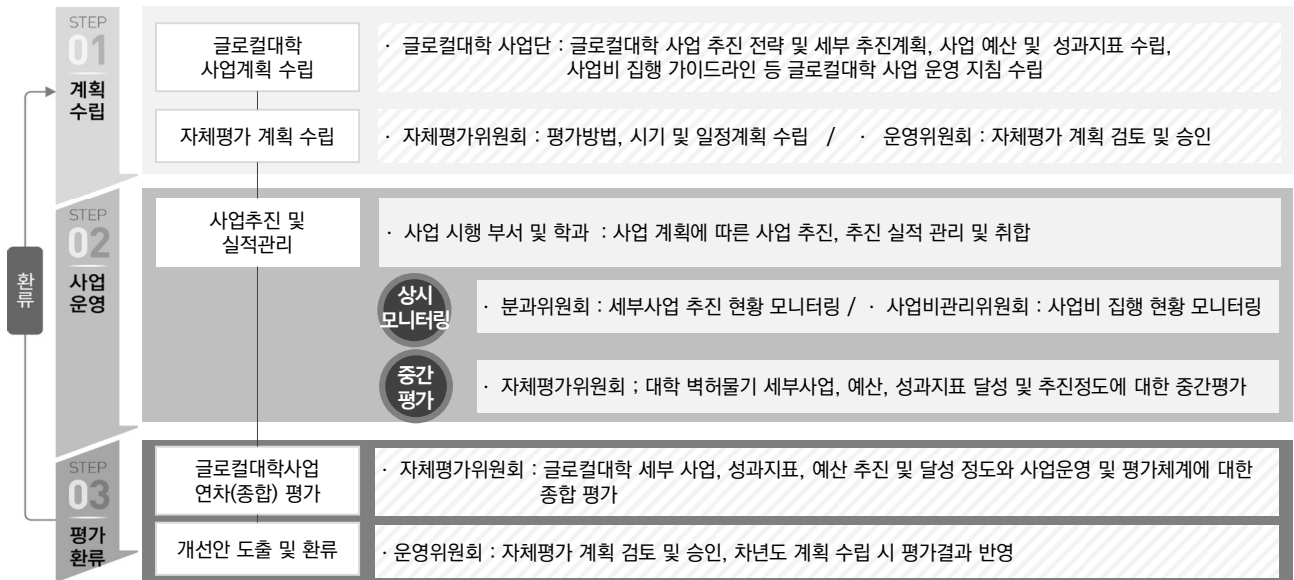 STEP
01
계획
수립
글로컬대학
사업계획 수립
· 글로컬대학 사업단 : 글로컬대학 사업 추진 전략 및 세부 추진계획, 사업 예산 및 성과지표 수립,
사업비 집행 가이드라인 등 글로컬대학 사업 운영 지침 수립
자체평가 계획 수립
· 자체평가위원회 : 평가방법, 시기 및 일정계획 수립 / · 운영위원회 : 자체평가 계획 검토 및 승인
환류
STEP
02
사업
운영
사업추진 및
실적관리
· 사업 시행 부서 및 학과 : 사업 계획에 따른 사업 추진, 추진 실적 관리 및 취합
상시
모니터링
· 분과위원회 : 세부사업 추진 현황 모니터링 / · 사업비관리위원회 : 사업비 집행 현황 모니터링
중간
평가
· 자체평가위원회 ; 대학 벽허물기 세부사업, 예산, 성과지표 달성 및 추진정도에 대한 중간평가
STEP
03
평가
환류
글로컬대학사업
연차(종합) 평가
· 자체평가위원회 : 글로컬대학 세부 사업, 성과지표, 예산 추진 및 달성 정도와 사업운영 및 평가체계에 대한
종합 평가
개선안 도출 및 환류
· 운영위원회 : 자체평가 계획 검토 및 승인, 차년도 계획 수립 시 평가결과 반영